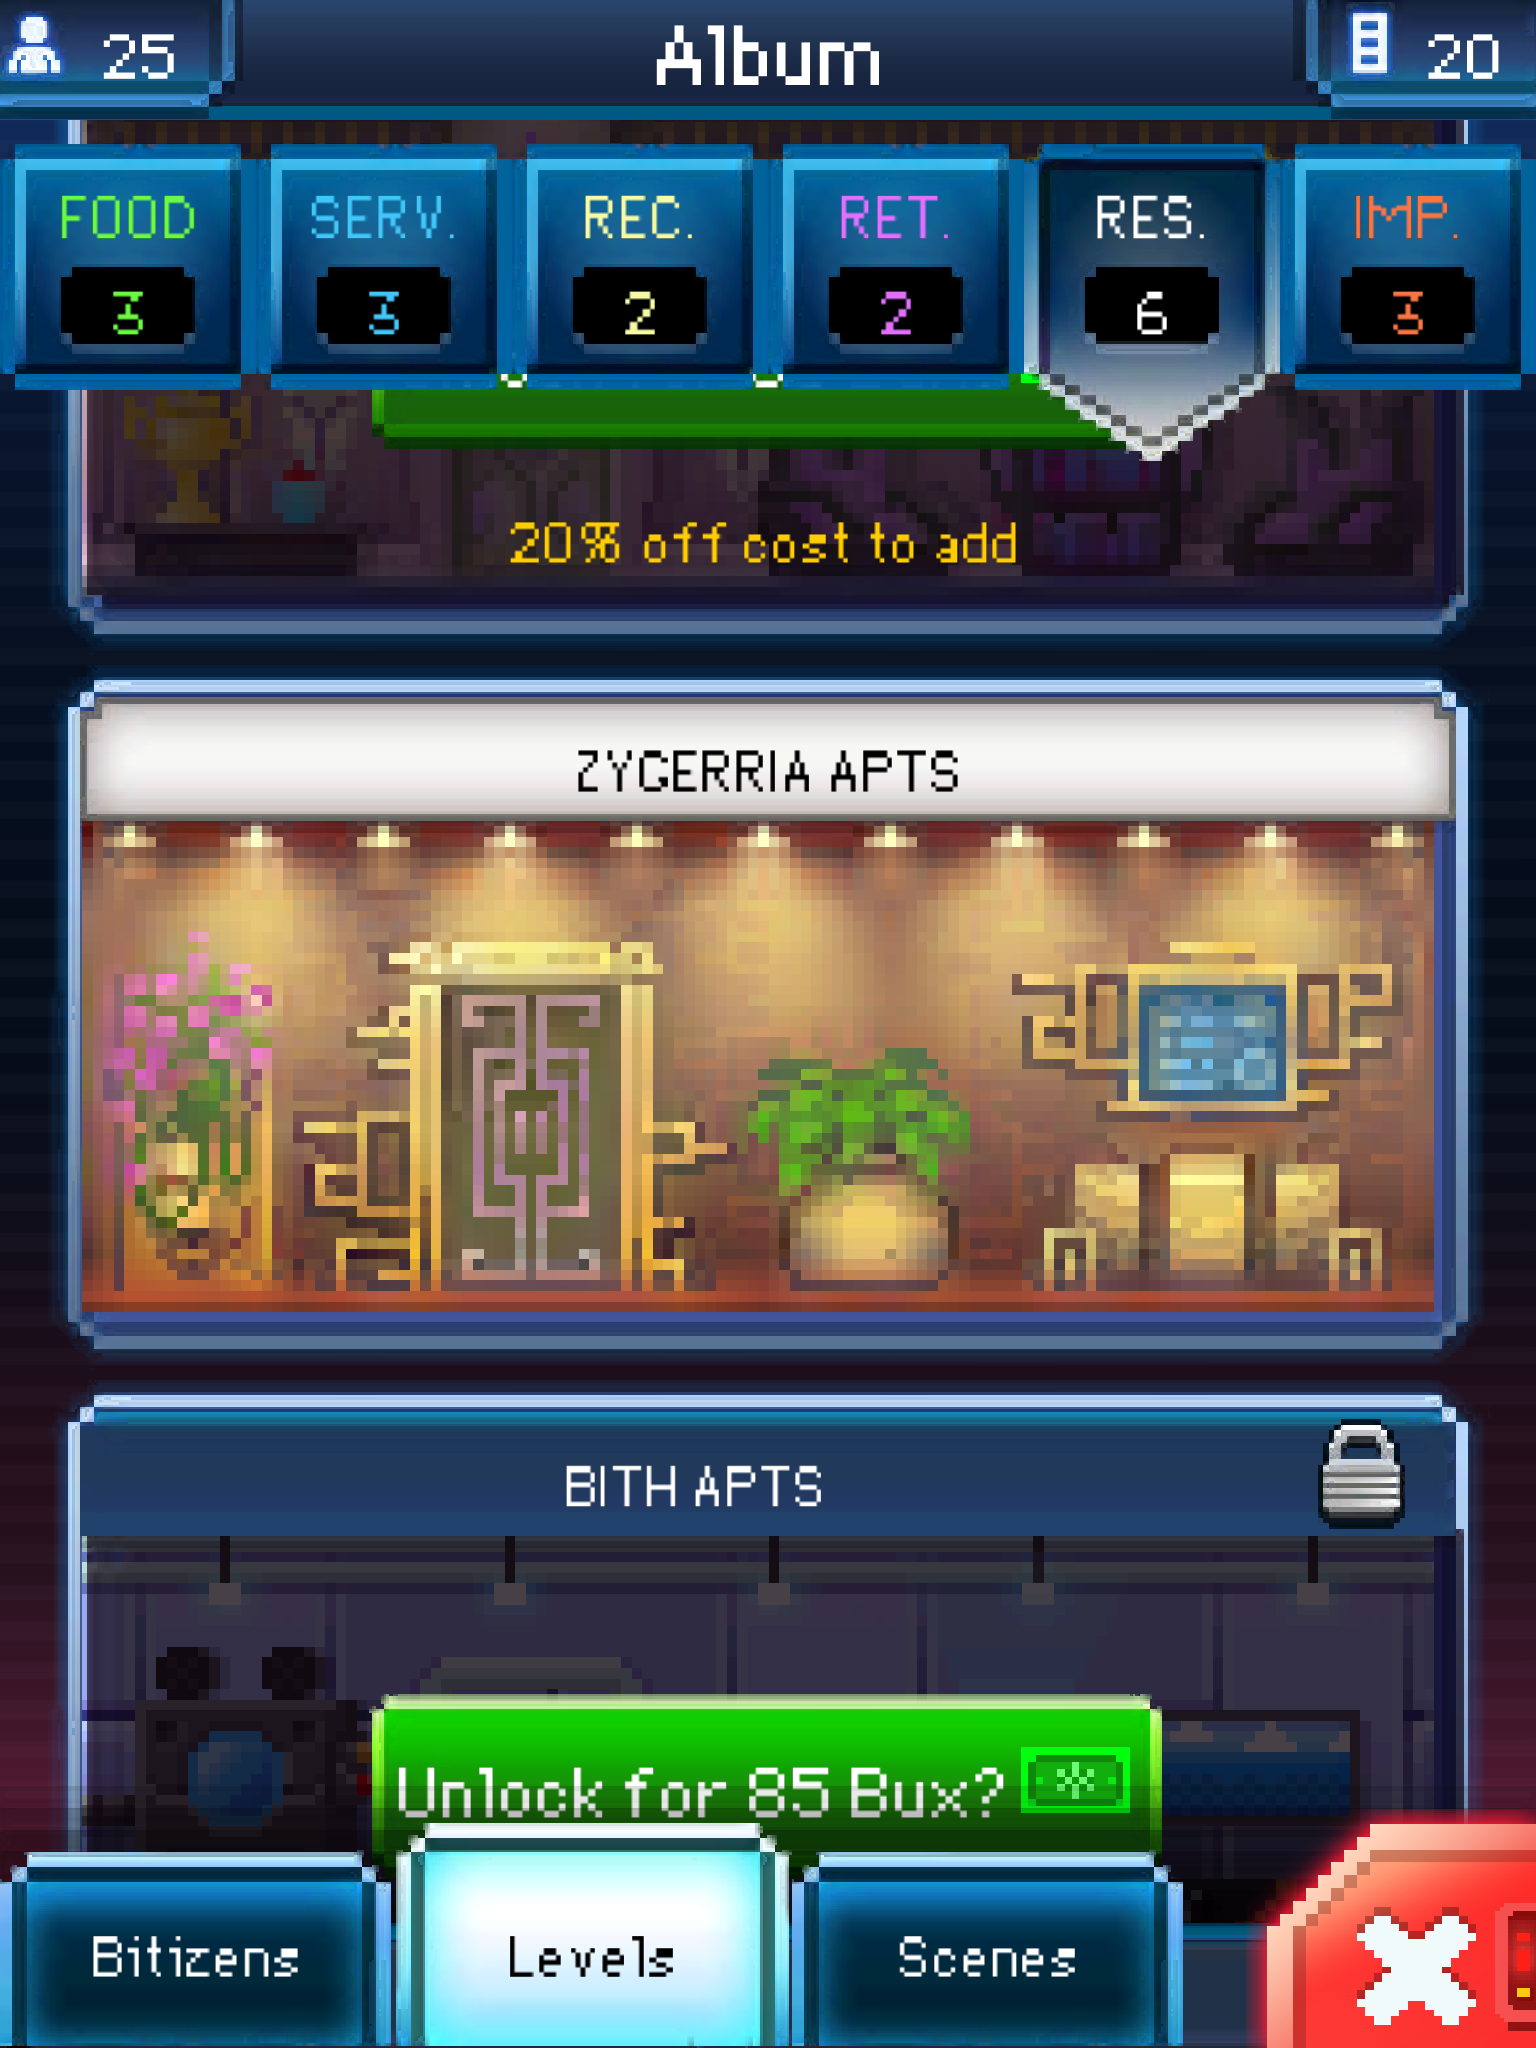 25 Album 20
FOOD SERV. REC. RET. RES. IMP.
3 3 2 2 6 3
20% off cost to add
ZYGERRIA APTS
BITH APTS
Unlock for 85 Bux?
Bitizens Levels Scenes